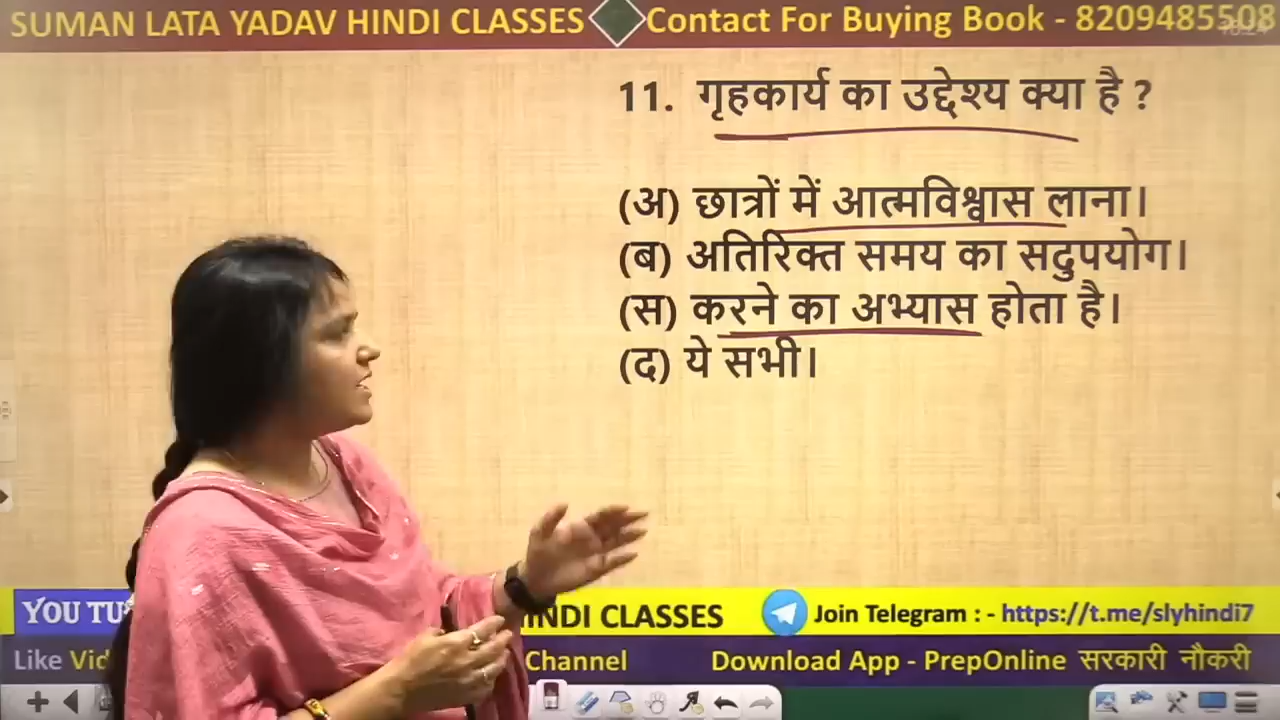 SUMAN LATA YADAV HINDI CLASSES Contact For Buying Book - 8209485508
11. गृहकार्य का उद्देश्य क्या है ?
(अ) छात्रों में आत्मविश्वास लाना।
(ब) अतिरिक्त समय का सदुपयोग।
(स) करने का अभ्यास होता है।
(द) ये सभी।
YOU TU HINDI CLASSES Join Telegram : - https://t.me/slyhindi7
Like Vid Channel Download App - PrepOnline सरकारी नौकरी